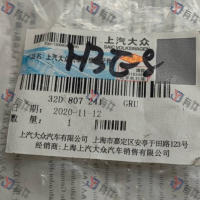 上汽大众
SAIC VOLKSWAGEN
H3G8
32D 807 241 GRU
日期: 2020-11-12
数量: 1
上汽大众汽车有限公司 上海市嘉定区安亭于田路123号
经销商:上海上汽大众汽车销售有限公司